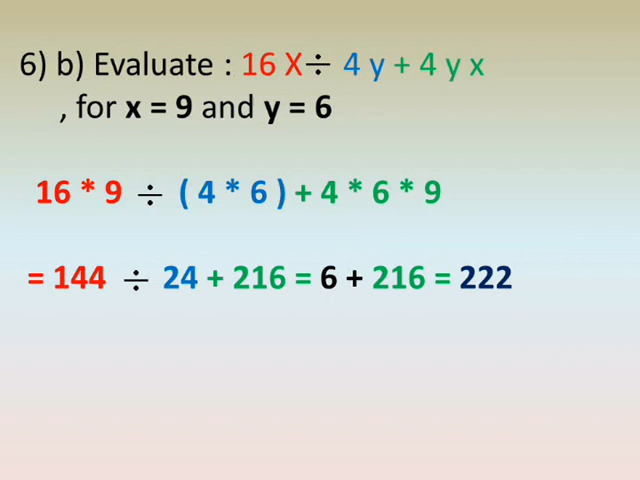 6) b) Evaluate : 16 X ÷ 4 y + 4 y x
, for x = 9 and y = 6
16 * 9 ÷ ( 4 * 6 ) + 4 * 6 * 9
= 144 ÷ 24 + 216 = 6 + 216 = 222